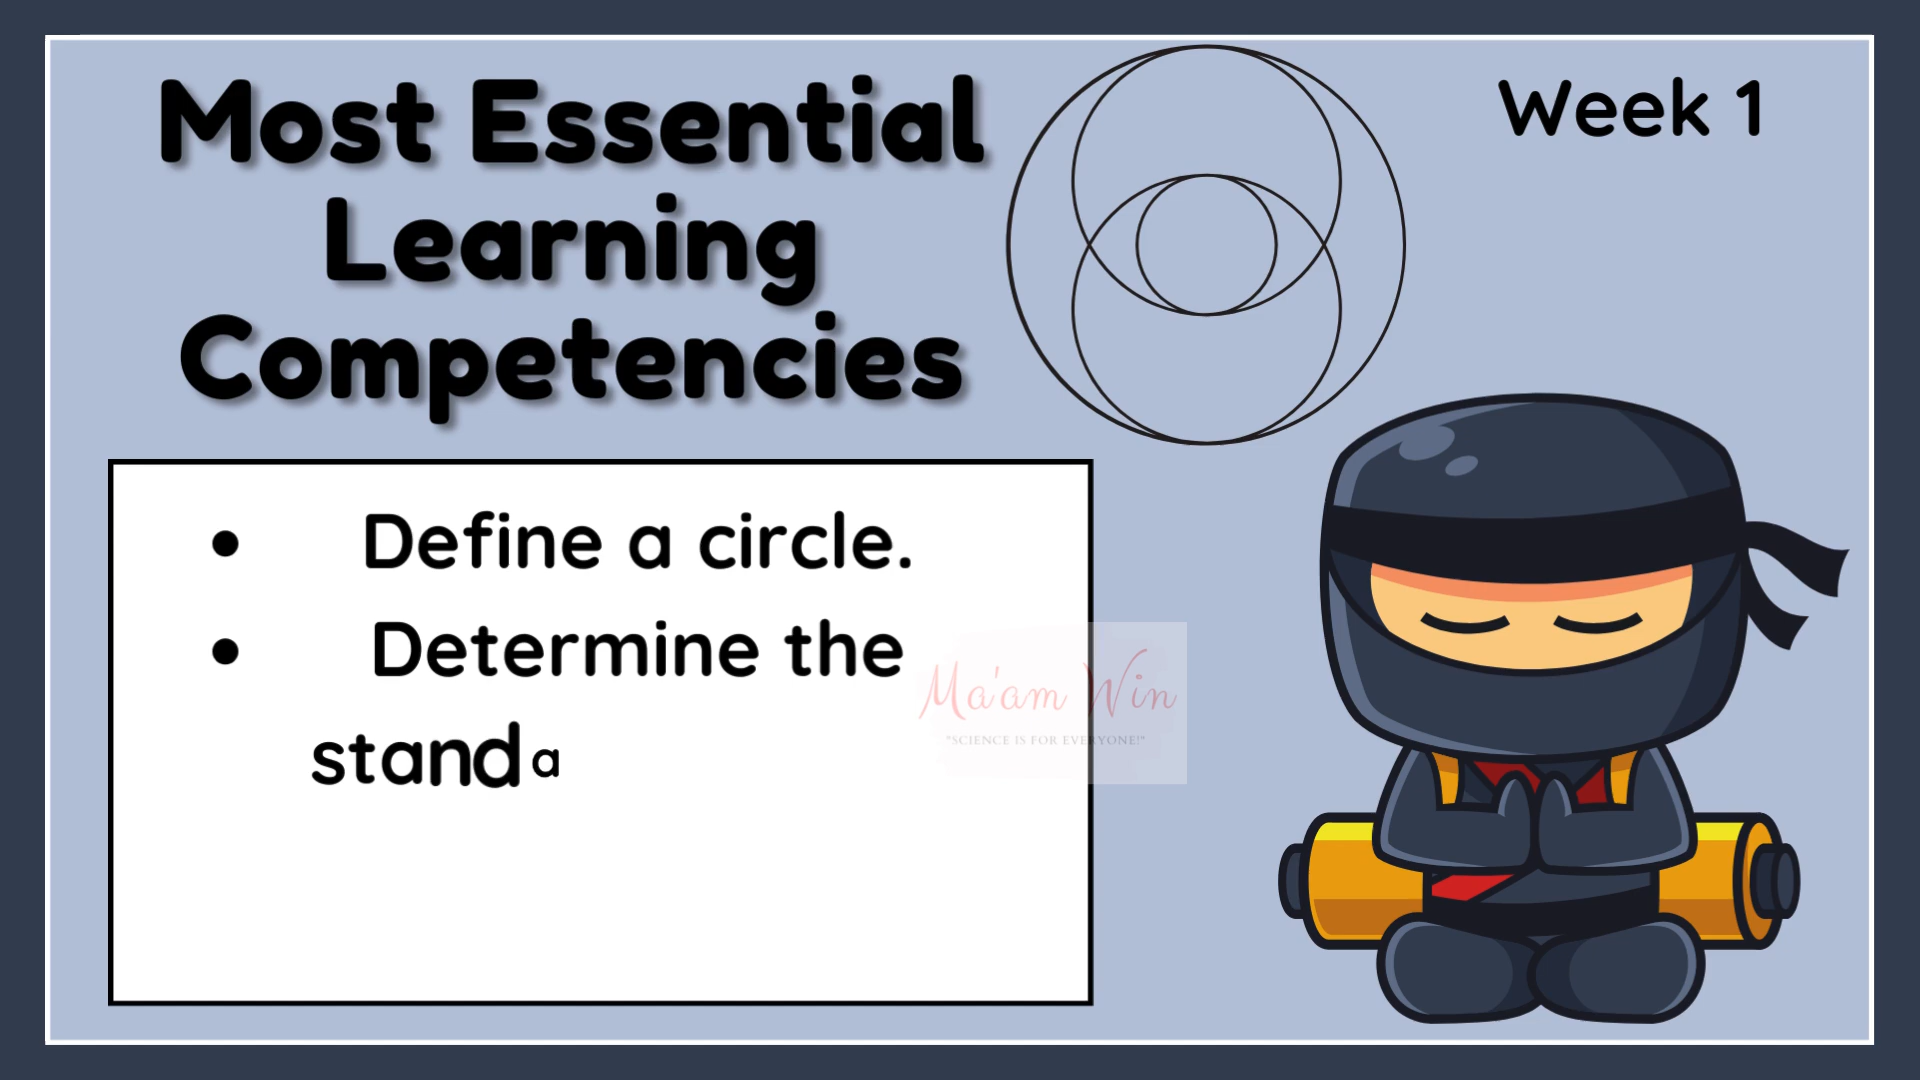 Most Essential
Learning
Competencies
Week 1
• Define a circle.
• Determine the
standa
Ma'am Win
"SCIENCE IS FOR EVERYONE!"